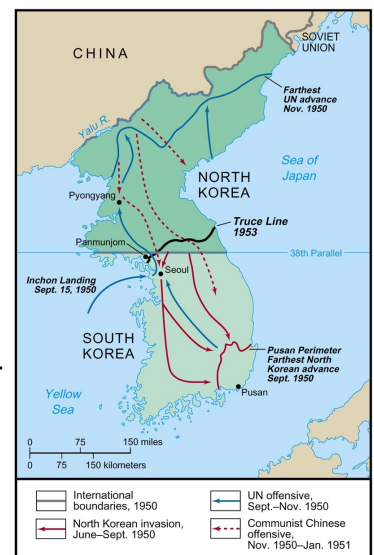 CHINA
SOVIET
UNION
Farthest
UN advance
Nov. 1950
Yalu R.
Sea of
Japan
NORTH
KOREA
Pyongyang
Truce Line
1953
Panmunjom
38th Parallel
Seoul
Inchon Landing
Sept. 15, 1950
SOUTH
KOREA
Pusan Perimeter
Farthest North
Korean advance
Sept. 1950
Pusan
Yellow
Sea
0 75 150 miles
0 75 150 kilometers
International
boundaries, 1950
UN offensive,
Sept.–Nov. 1950
North Korean invasion,
June–Sept. 1950
Communist Chinese
offensive,
Nov. 1950–Jan. 1951